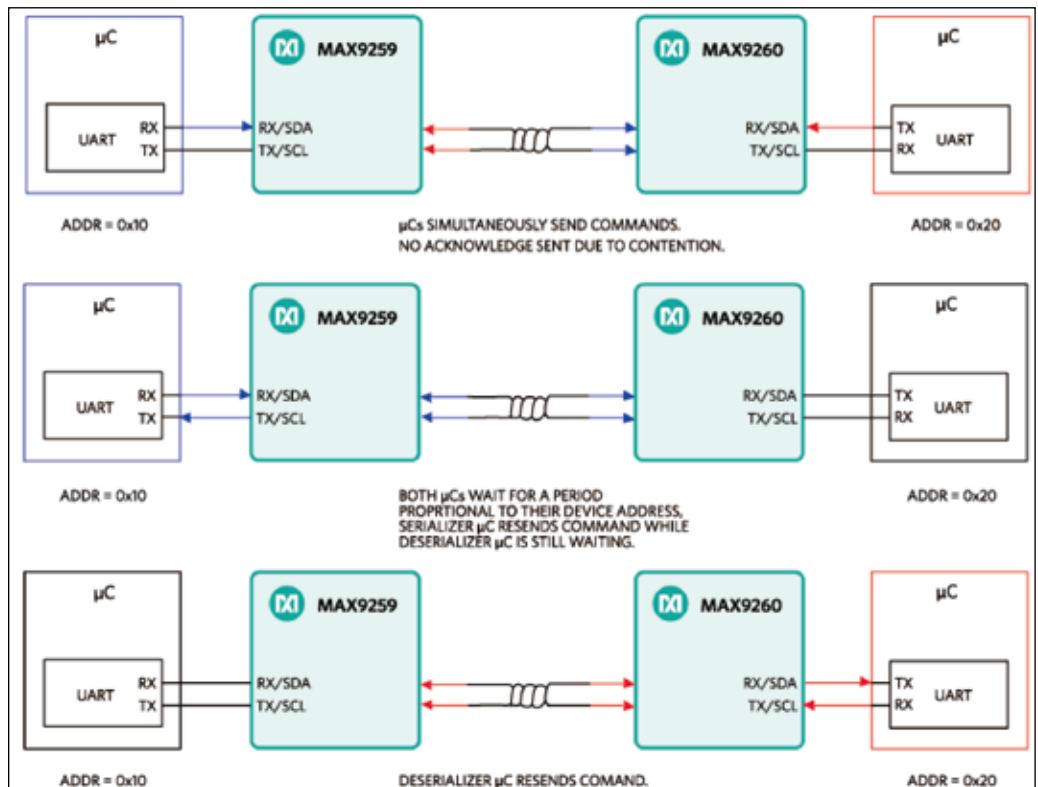 µC
MAX9259
MAX9260
µC
UART
RX
TX
RX/SDA
TX/SCL
RX/SDA
TX/SCL
TX
RX
UART
ADDR = 0x10
µCs SIMULTANEOUSLY SEND COMMANDS.
NO ACKNOWLEDGE SENT DUE TO CONTENTION.
ADDR = 0x20
µC
MAX9259
MAX9260
µC
UART
RX
TX
RX/SDA
TX/SCL
RX/SDA
TX/SCL
TX
RX
UART
ADDR = 0x10
BOTH µCs WAIT FOR A PERIOD
PROPRTIONAL TO THEIR DEVICE ADDRESS,
SERIALIZER µC RESENDS COMMAND WHILE
DESERIALIZER µC IS STILL WAITING.
ADDR = 0x20
µC
MAX9259
MAX9260
µC
UART
RX
TX
RX/SDA
TX/SCL
RX/SDA
TX/SCL
TX
RX
UART
ADDR = 0x10
DESERIALIZER µC RESENDS COMAND.
ADDR = 0x20